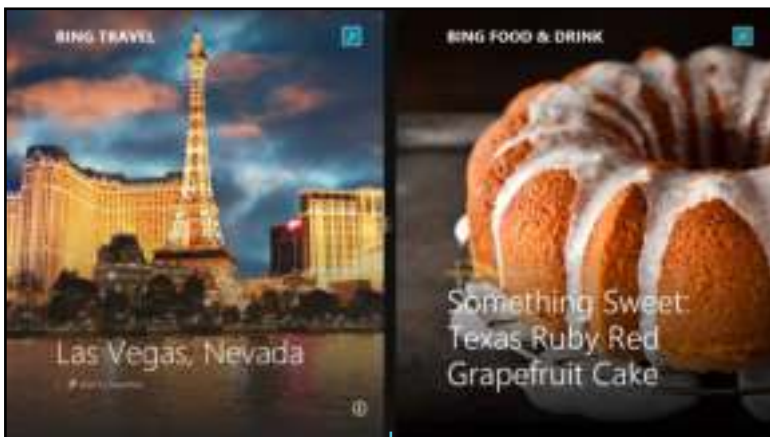 BING TRAVEL
Las Vegas, Nevada
BING FOOD & DRINK
Something Sweet:
Texas Ruby Red
Grapefruit Cake